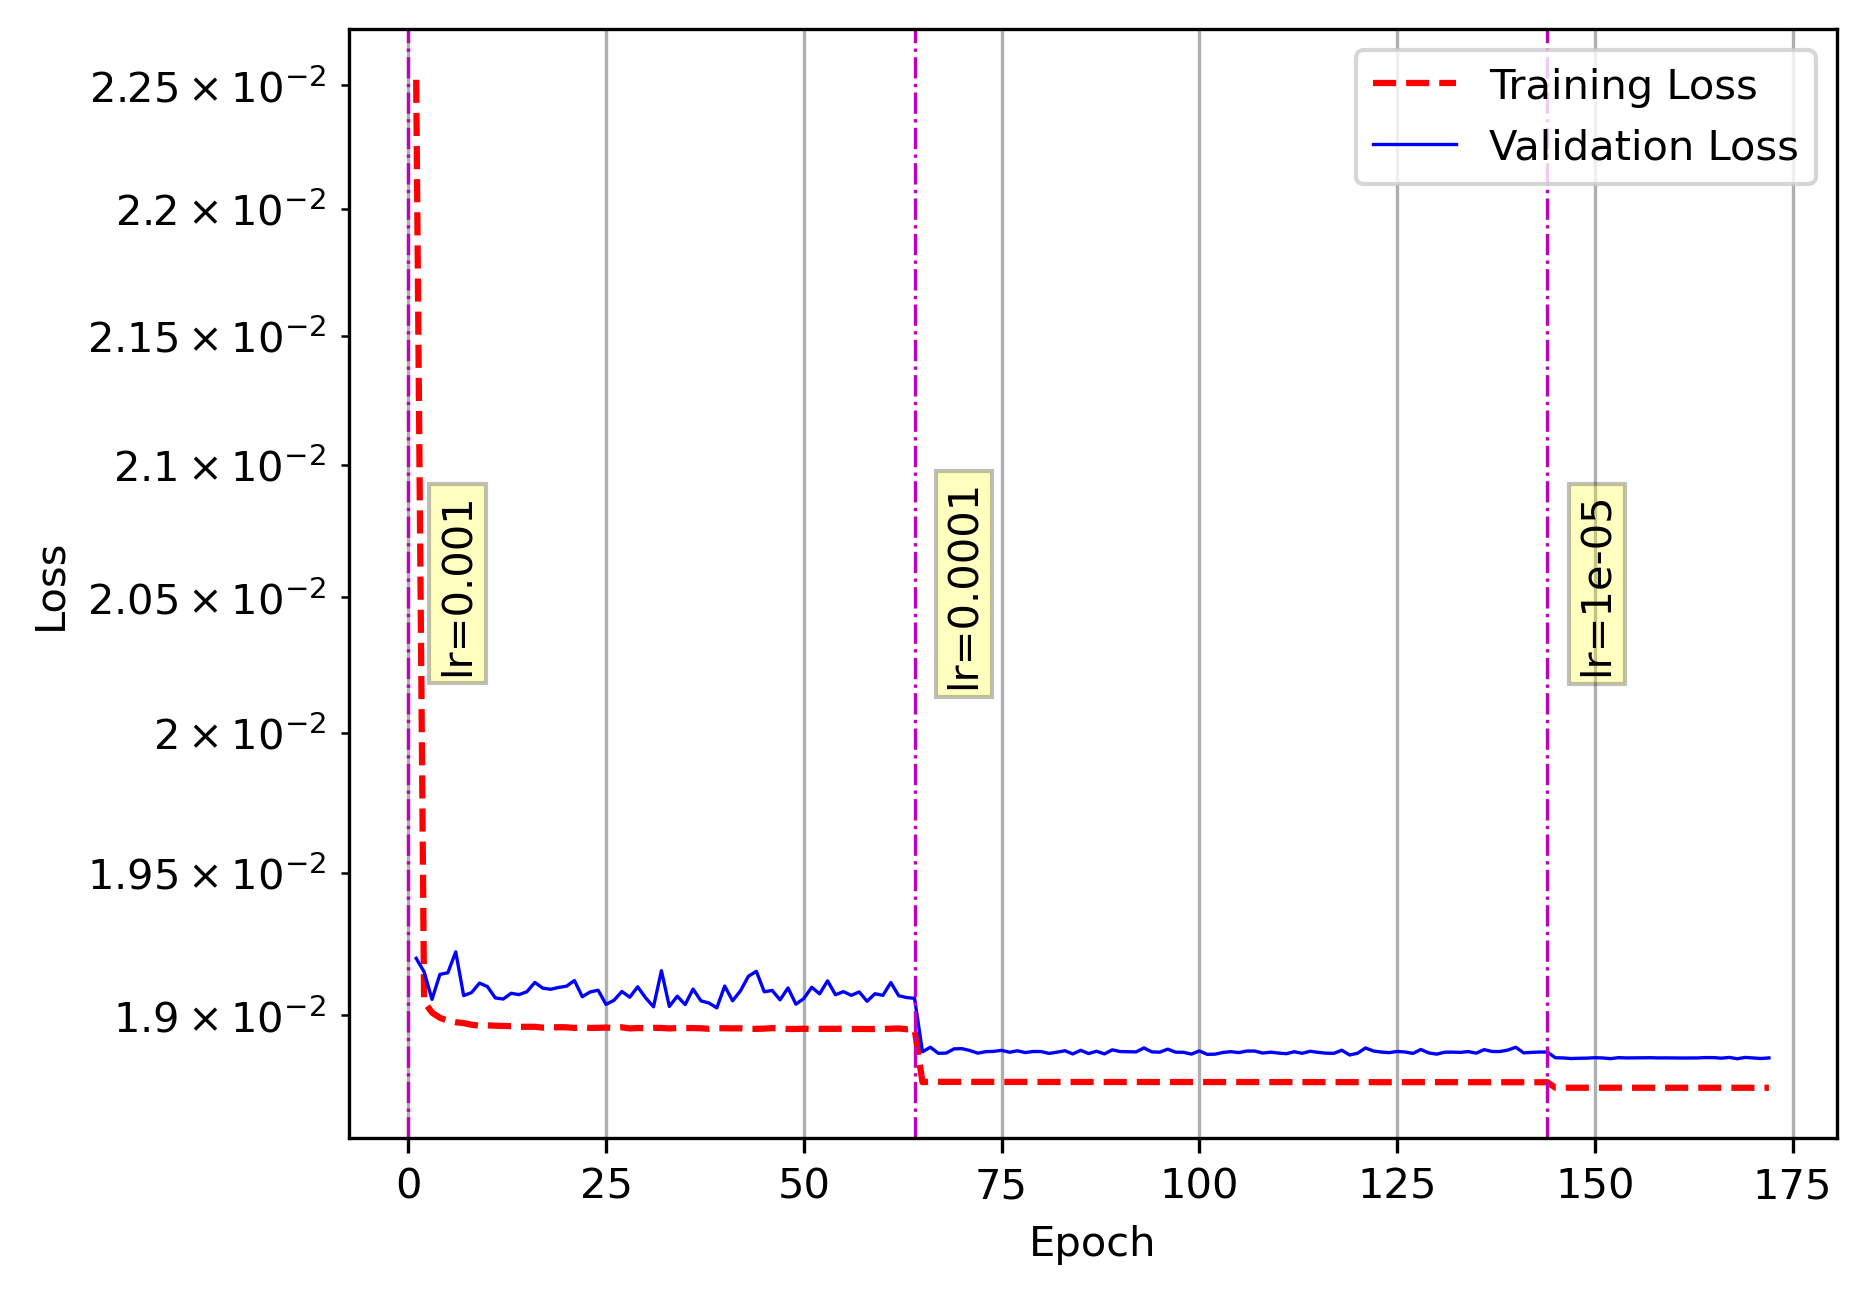 Training Loss
Validation Loss
2.25 × 10⁻²
2.2 × 10⁻²
2.15 × 10⁻²
2.1 × 10⁻²
2.05 × 10⁻²
2 × 10⁻²
1.95 × 10⁻²
1.9 × 10⁻²
Loss
lr=0.001
lr=0.0001
lr=1e-05
0 25 50 75 100 125 150 175
Epoch